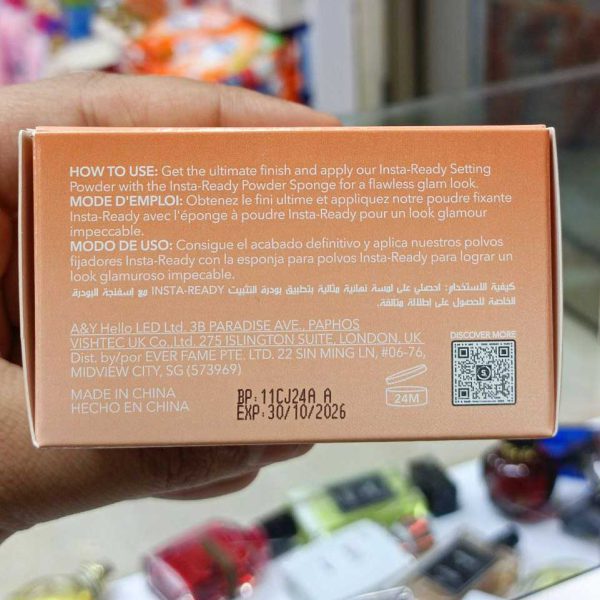 HOW TO USE: Get the ultimate finish and apply our Insta-Ready Setting
Powder with the Insta-Ready Powder Sponge for a flawless glam look.
MODE D'EMPLOI: Obtenez le fini ultime et appliquez notre poudre fixante
Insta-Ready avec l'éponge à poudre Insta-Ready pour un look glamour
impeccable.
MODO DE USO: Consigue el acabado definitivo y aplica nuestros polvos
fijadores Insta-Ready con la esponja para polvos Insta-Ready para lograr un
look glamuroso impecable.
كيفية الاستخدام: احصلي على لمسة نهائية مثالية بتطبيق بودرة التثبيت INSTA-READY مع إسفنجة البودرة
الخاصة للحصول على إطلالة متألقة.
A&Y Hello LED Ltd. 3B PARADISE AVE., PAPHOS
VISHTEC UK Co.,Ltd. 275 ISLINGTON SUITE, LONDON, UK
Dist. by/por EVER FAME PTE. LTD. 22 SIN MING LN, #06-76,
MIDVIEW CITY, SG (573969)
MADE IN CHINA
HECHO EN CHINA
BP:11CJ24A A
EXP:30/10/2026
24M
DISCOVER MORE